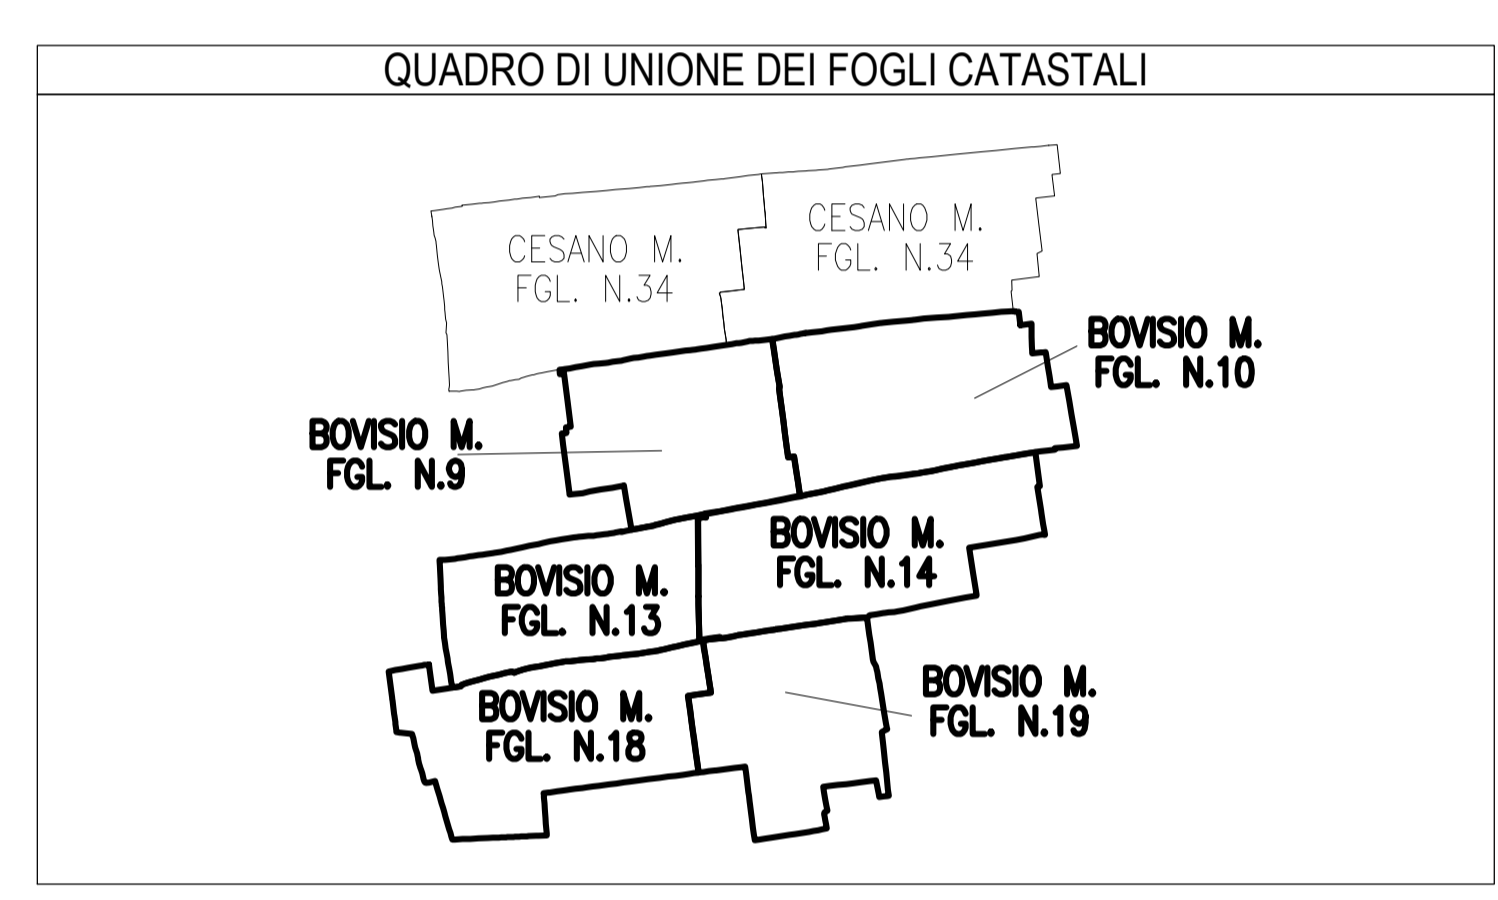 QUADRO DI UNIONE DEI FOGLI CATASTALI
CESANO M.
FGL. N.34
CESANO M.
FGL. N.34
BOVISIO M.
FGL. N.10
BOVISIO M.
FGL. N.9
BOVISIO M.
FGL. N.14
BOVISIO M.
FGL. N.13
BOVISIO M.
FGL. N.18
BOVISIO M.
FGL. N.19